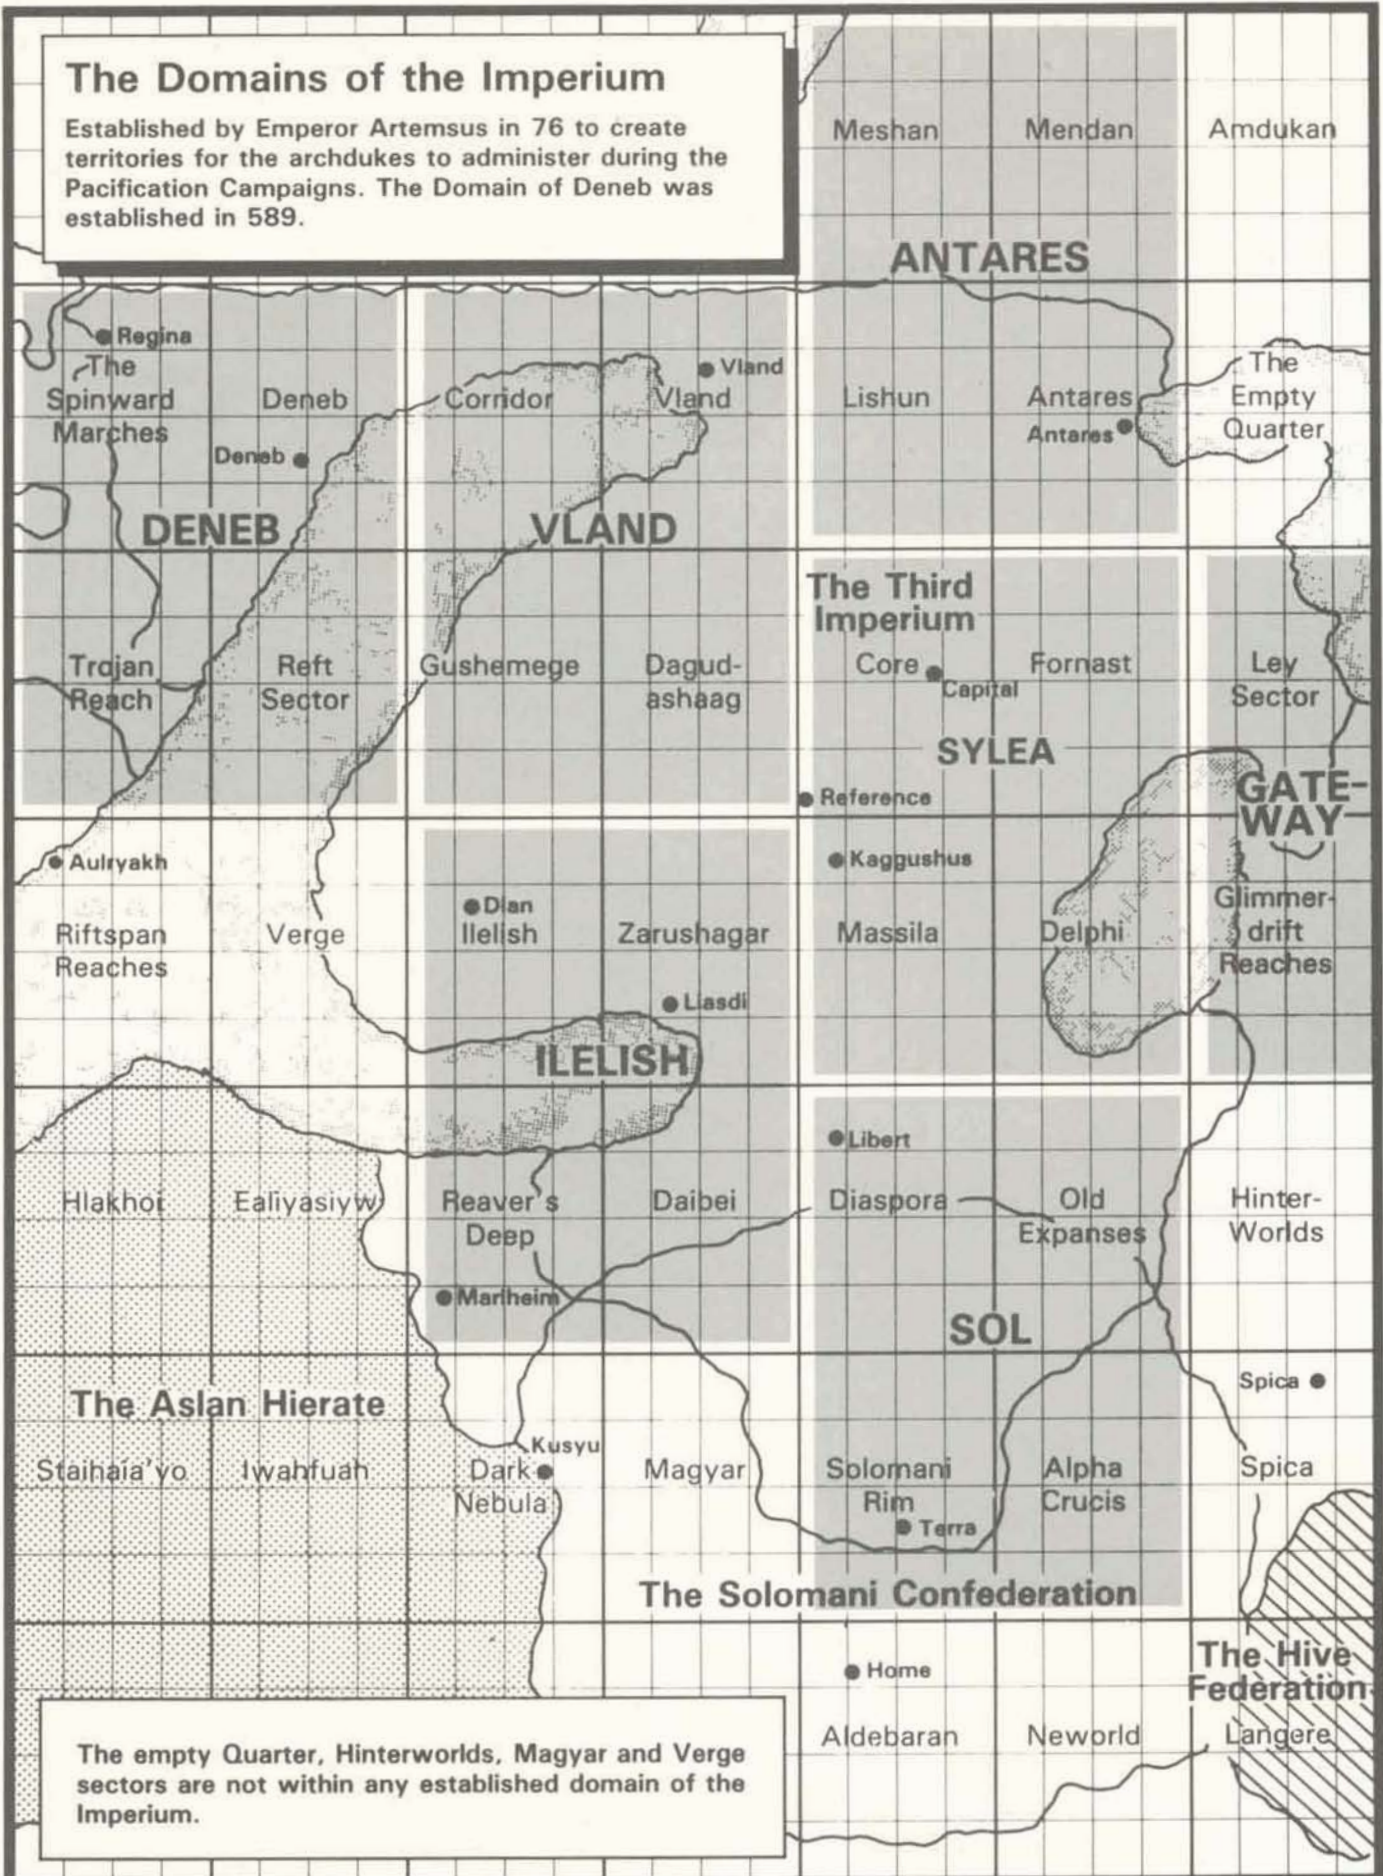 The Domains of the Imperium
Established by Emperor Artemsus in 76 to create
territories for the archdukes to administer during the
Pacification Campaigns. The Domain of Deneb was
established in 589.
Meshan
Mendan
Amdukan
ANTARES
Regina
The
Spinward
Marches
Deneb
Deneb
DENEB
Corridor
Vland
Vland
VLAND
Lishun
Antares
Antares
The
Empty
Quarter
Trojan
Reach
Reft
Sector
Gushemege
Dagud-
ashaag
The Third
Imperium
Core
Capital
Fornast
SYLEA
Reference
Ley
Sector
GATE-
WAY
Aulryakh
Riftspan
Reaches
Verge
Dlan
Ilelish
Zarushagar
Liasdi
ILELISH
Kaggushus
Massila
Delphi
Glimmer-
drift
Reaches
Hlakhoi
Ealiyasiyw
Reaver's
Deep
Daibei
Marlheim
Libert
Diaspora
Old
Expanses
SOL
Hinter-
Worlds
The Aslan Hierate
Staihaia'yo
Iwahfuah
Kusyu
Dark
Nebula
Magyar
Solomani
Rim
Terra
Alpha
Crucis
Spica
Spica
The Solomani Confederation
Home
Aldebaran
Neworld
The Hive
Federation
Langere
The empty Quarter, Hinterworlds, Magyar and Verge
sectors are not within any established domain of the
Imperium.